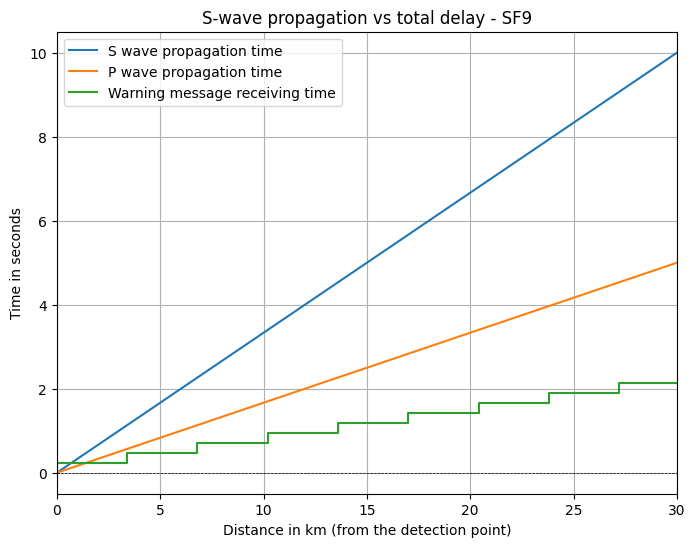 S-wave propagation vs total delay - SF9
S wave propagation time
P wave propagation time
Warning message receiving time
10
8
6
4
2
0
Time in seconds
0 5 10 15 20 25 30
Distance in km (from the detection point)